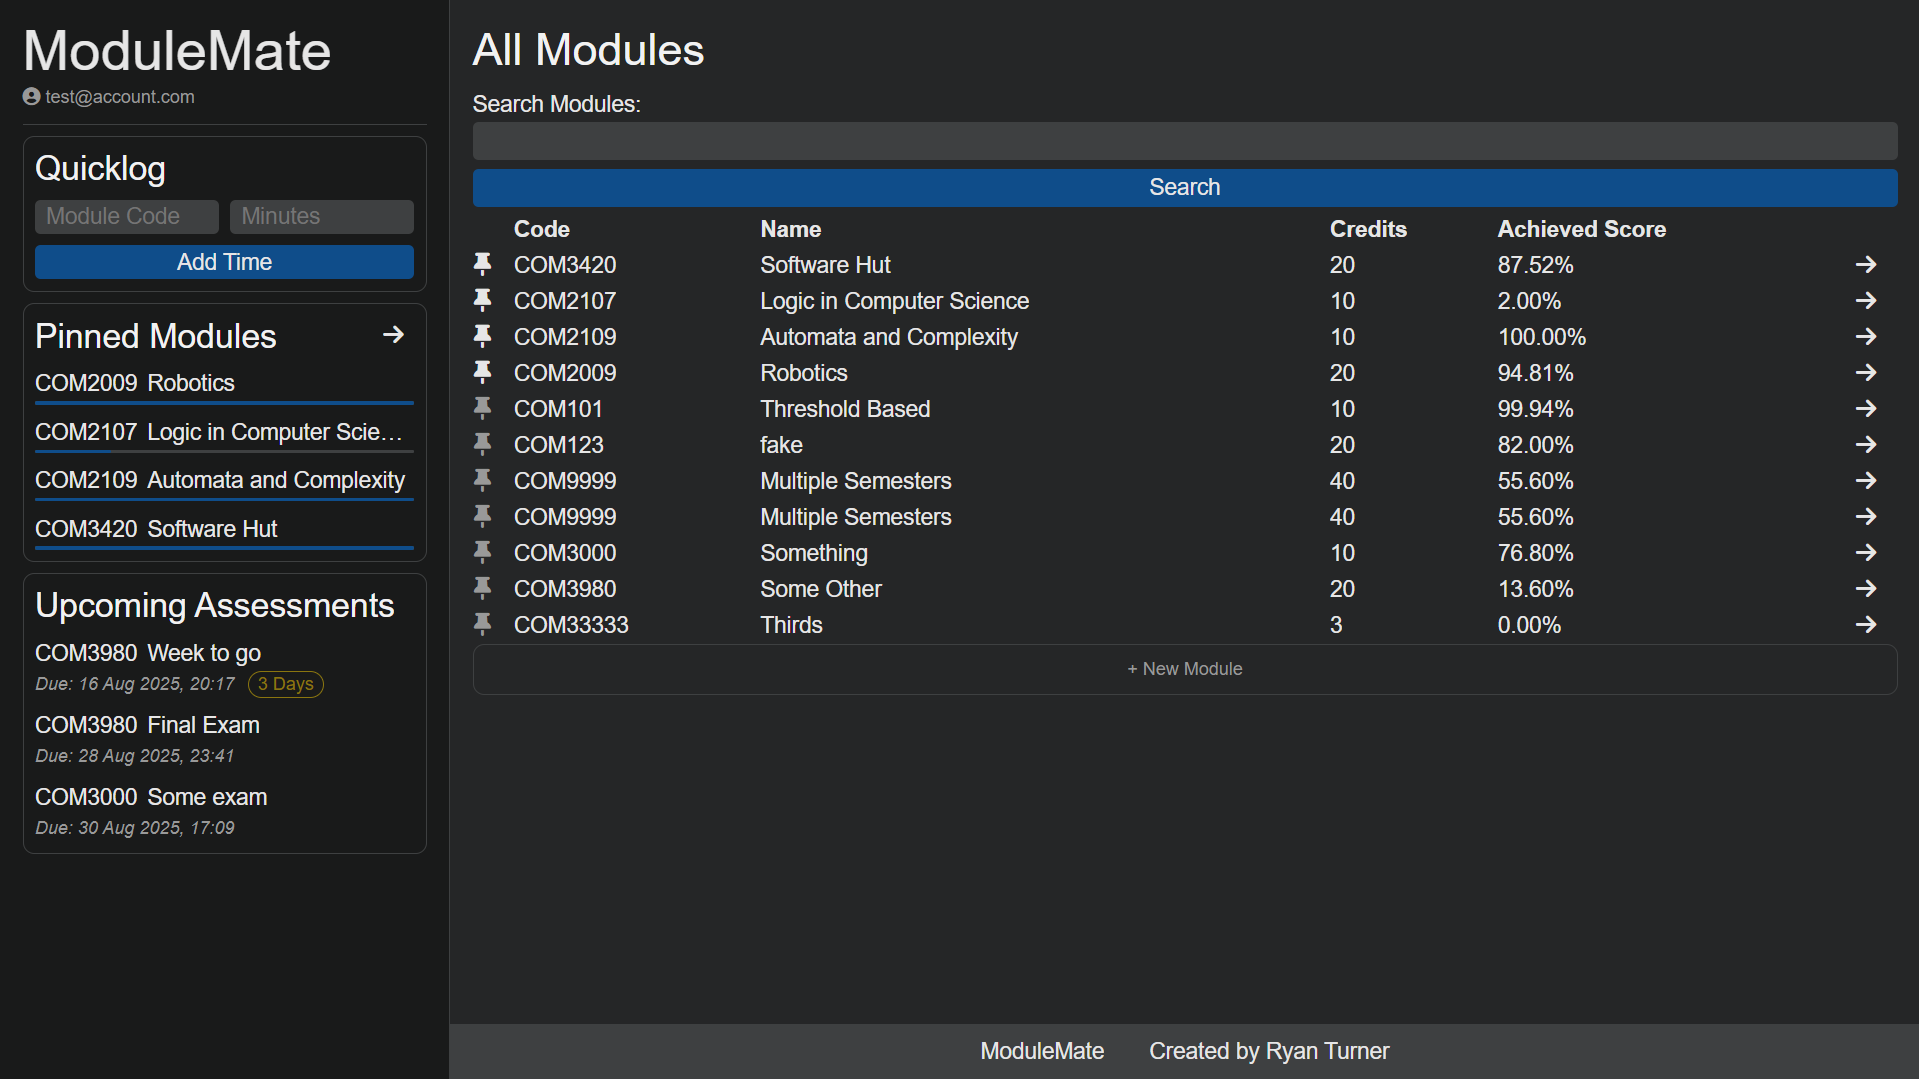 ModuleMate
test@account.com
Quicklog
Module Code Minutes
Add Time
Pinned Modules
COM2009 Robotics
COM2107 Logic in Computer Scie...
COM2109 Automata and Complexity
COM3420 Software Hut
Upcoming Assessments
COM3980 Week to go
Due: 16 Aug 2025, 20:17 3 Days
COM3980 Final Exam
Due: 28 Aug 2025, 23:41
COM3000 Some exam
Due: 30 Aug 2025, 17:09
All Modules
Search Modules:
Search
Code Name Credits Achieved Score
COM3420 Software Hut 20 87.52%
COM2107 Logic in Computer Science 10 2.00%
COM2109 Automata and Complexity 10 100.00%
COM2009 Robotics 20 94.81%
COM101 Threshold Based 10 99.94%
COM123 fake 20 82.00%
COM9999 Multiple Semesters 40 55.60%
COM9999 Multiple Semesters 40 55.60%
COM3000 Something 10 76.80%
COM3980 Some Other 20 13.60%
COM33333 Thirds 3 0.00%
+ New Module
ModuleMate Created by Ryan Turner